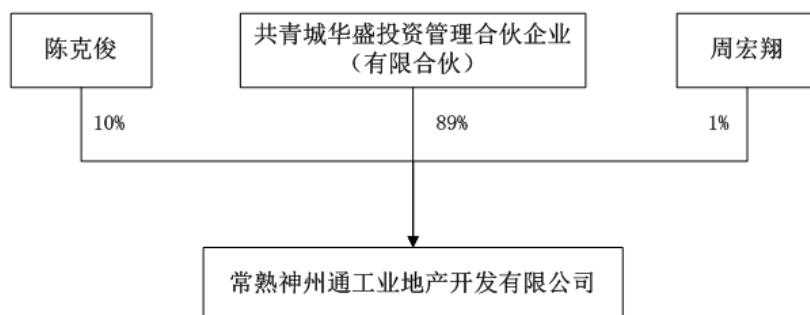 陈克俊
共青城华盛投资管理合伙企业
（有限合伙）
周宏翔
10%
89%
1%
常熟神州通工业地产开发有限公司